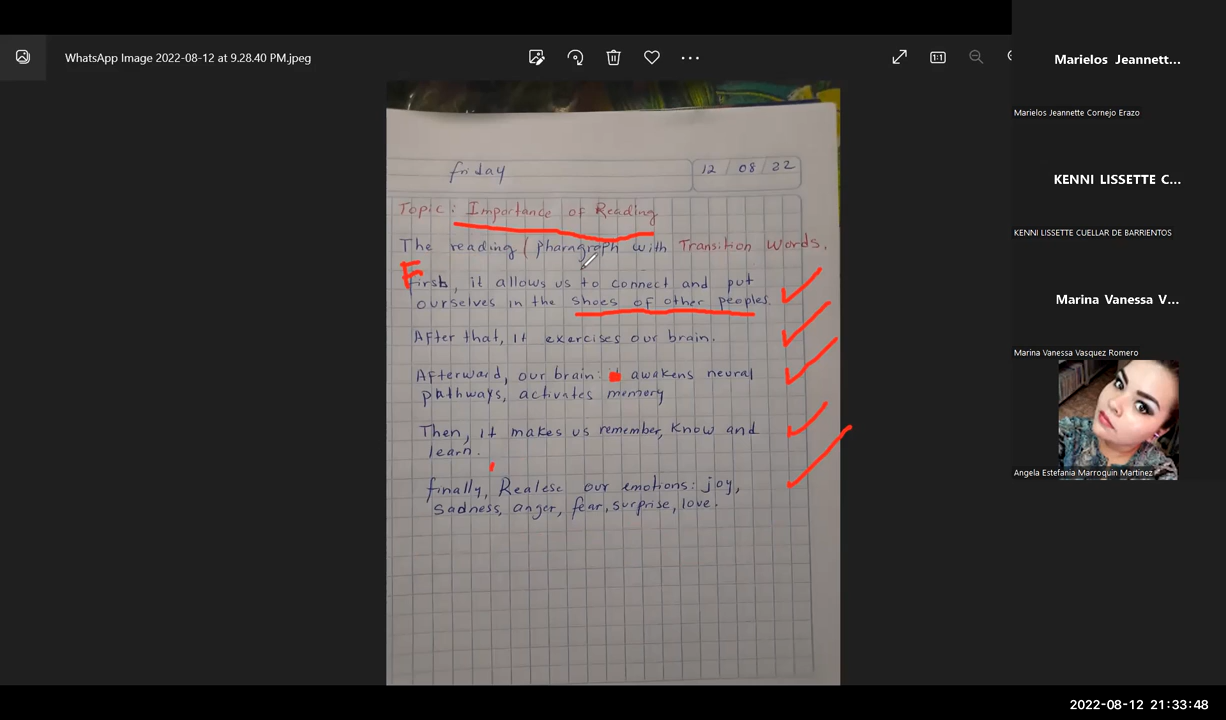 WhatsApp Image 2022-08-12 at 9.28.40 PM.jpeg
1:1
friday
12 / 08 / 22
Topic: Importance of Reading
The reading ( pharagraph with Transition Words.
First, it allows us to connect and put
ourselves in the shoes of other peoples.
After that, it exercises our brain.
Afterward, our brain: awakens neural
pathways, activates memory
Then, it makes us remember, know and
learn.
finally, Realese our emotions: joy,
sadness, anger, fear, surprise, love.
Marielos Jeannett...
Marielos Jeannette Cornejo Erazo
KENNI LISSETTE C...
KENNI LISSETTE CUELLAR DE BARRIENTOS
Marina Vanessa V...
Marina Vanessa Vasquez Romero
Angela Estefania Marroquin Martinez
2022-08-12 21:33:48